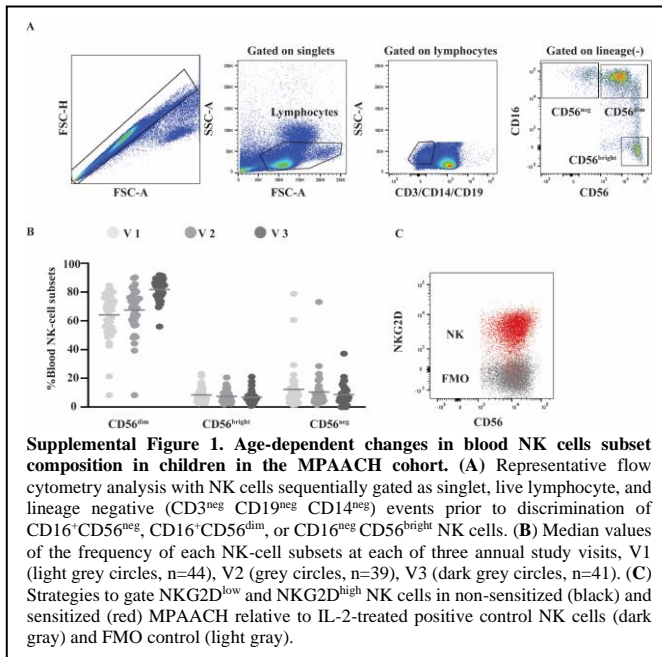 A
Gated on singlets
Gated on lymphocytes
Gated on lineage(-)
FSC-H
FSC-A
SSC-A
Lymphocytes
FSC-A
SSC-A
CD3/CD14/CD19
CD16
CD56neg
CD56dim
CD56bright
CD56
B
V 1
V 2
V 3
%Blood NK-cell subsets
100
80
60
40
20
0
CD56dim
CD56bright
CD56neg
C
NKG2D
NK
FMO
CD56
Supplemental Figure 1. Age-dependent changes in blood NK cells subset
composition in children in the MPAACH cohort. (A) Representative flow
cytometry analysis with NK cells sequentially gated as singlet, live lymphocyte, and
lineage negative (CD3neg CD19neg CD14neg) events prior to discrimination of
CD16+CD56neg, CD16+CD56dim, or CD16neg CD56bright NK cells. (B) Median values
of the frequency of each NK-cell subsets at each of three annual study visits, V1
(light grey circles, n=44), V2 (grey circles, n=39), V3 (dark grey circles, n=41). (C)
Strategies to gate NKG2Dlow and NKG2Dhigh NK cells in non-sensitized (black) and
sensitized (red) MPAACH relative to IL-2-treated positive control NK cells (dark
gray) and FMO control (light gray).